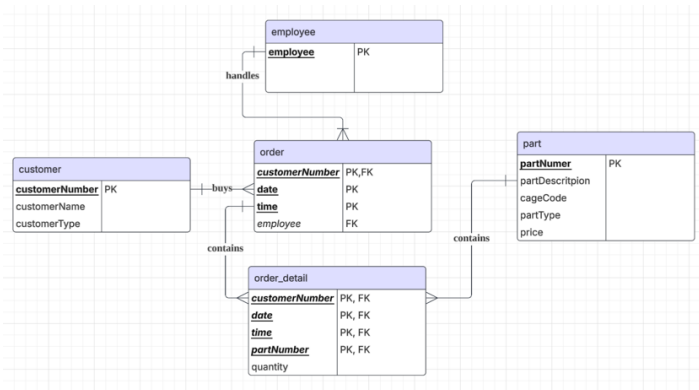 employee
employee PK
handles
order
customerNumber PK,FK
date PK
time PK
employee FK
customer
customerNumber PK
customerName
customerType
buys
part
partNumer PK
partDescritpion
cageCode
partType
price
contains
contains
order_detail
customerNumber PK, FK
date PK, FK
time PK, FK
partNumber PK, FK
quantity